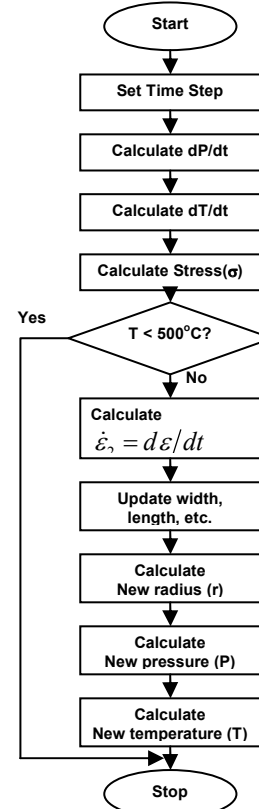 Start
Set Time Step
Calculate dP/dt
Calculate dT/dt
Calculate Stress(σ)
T < 500°C?
Yes
No
Calculate
ε̇₂ = dε/dt
Update width,
length, etc.
Calculate
New radius (r)
Calculate
New pressure (P)
Calculate
New temperature (T)
Stop